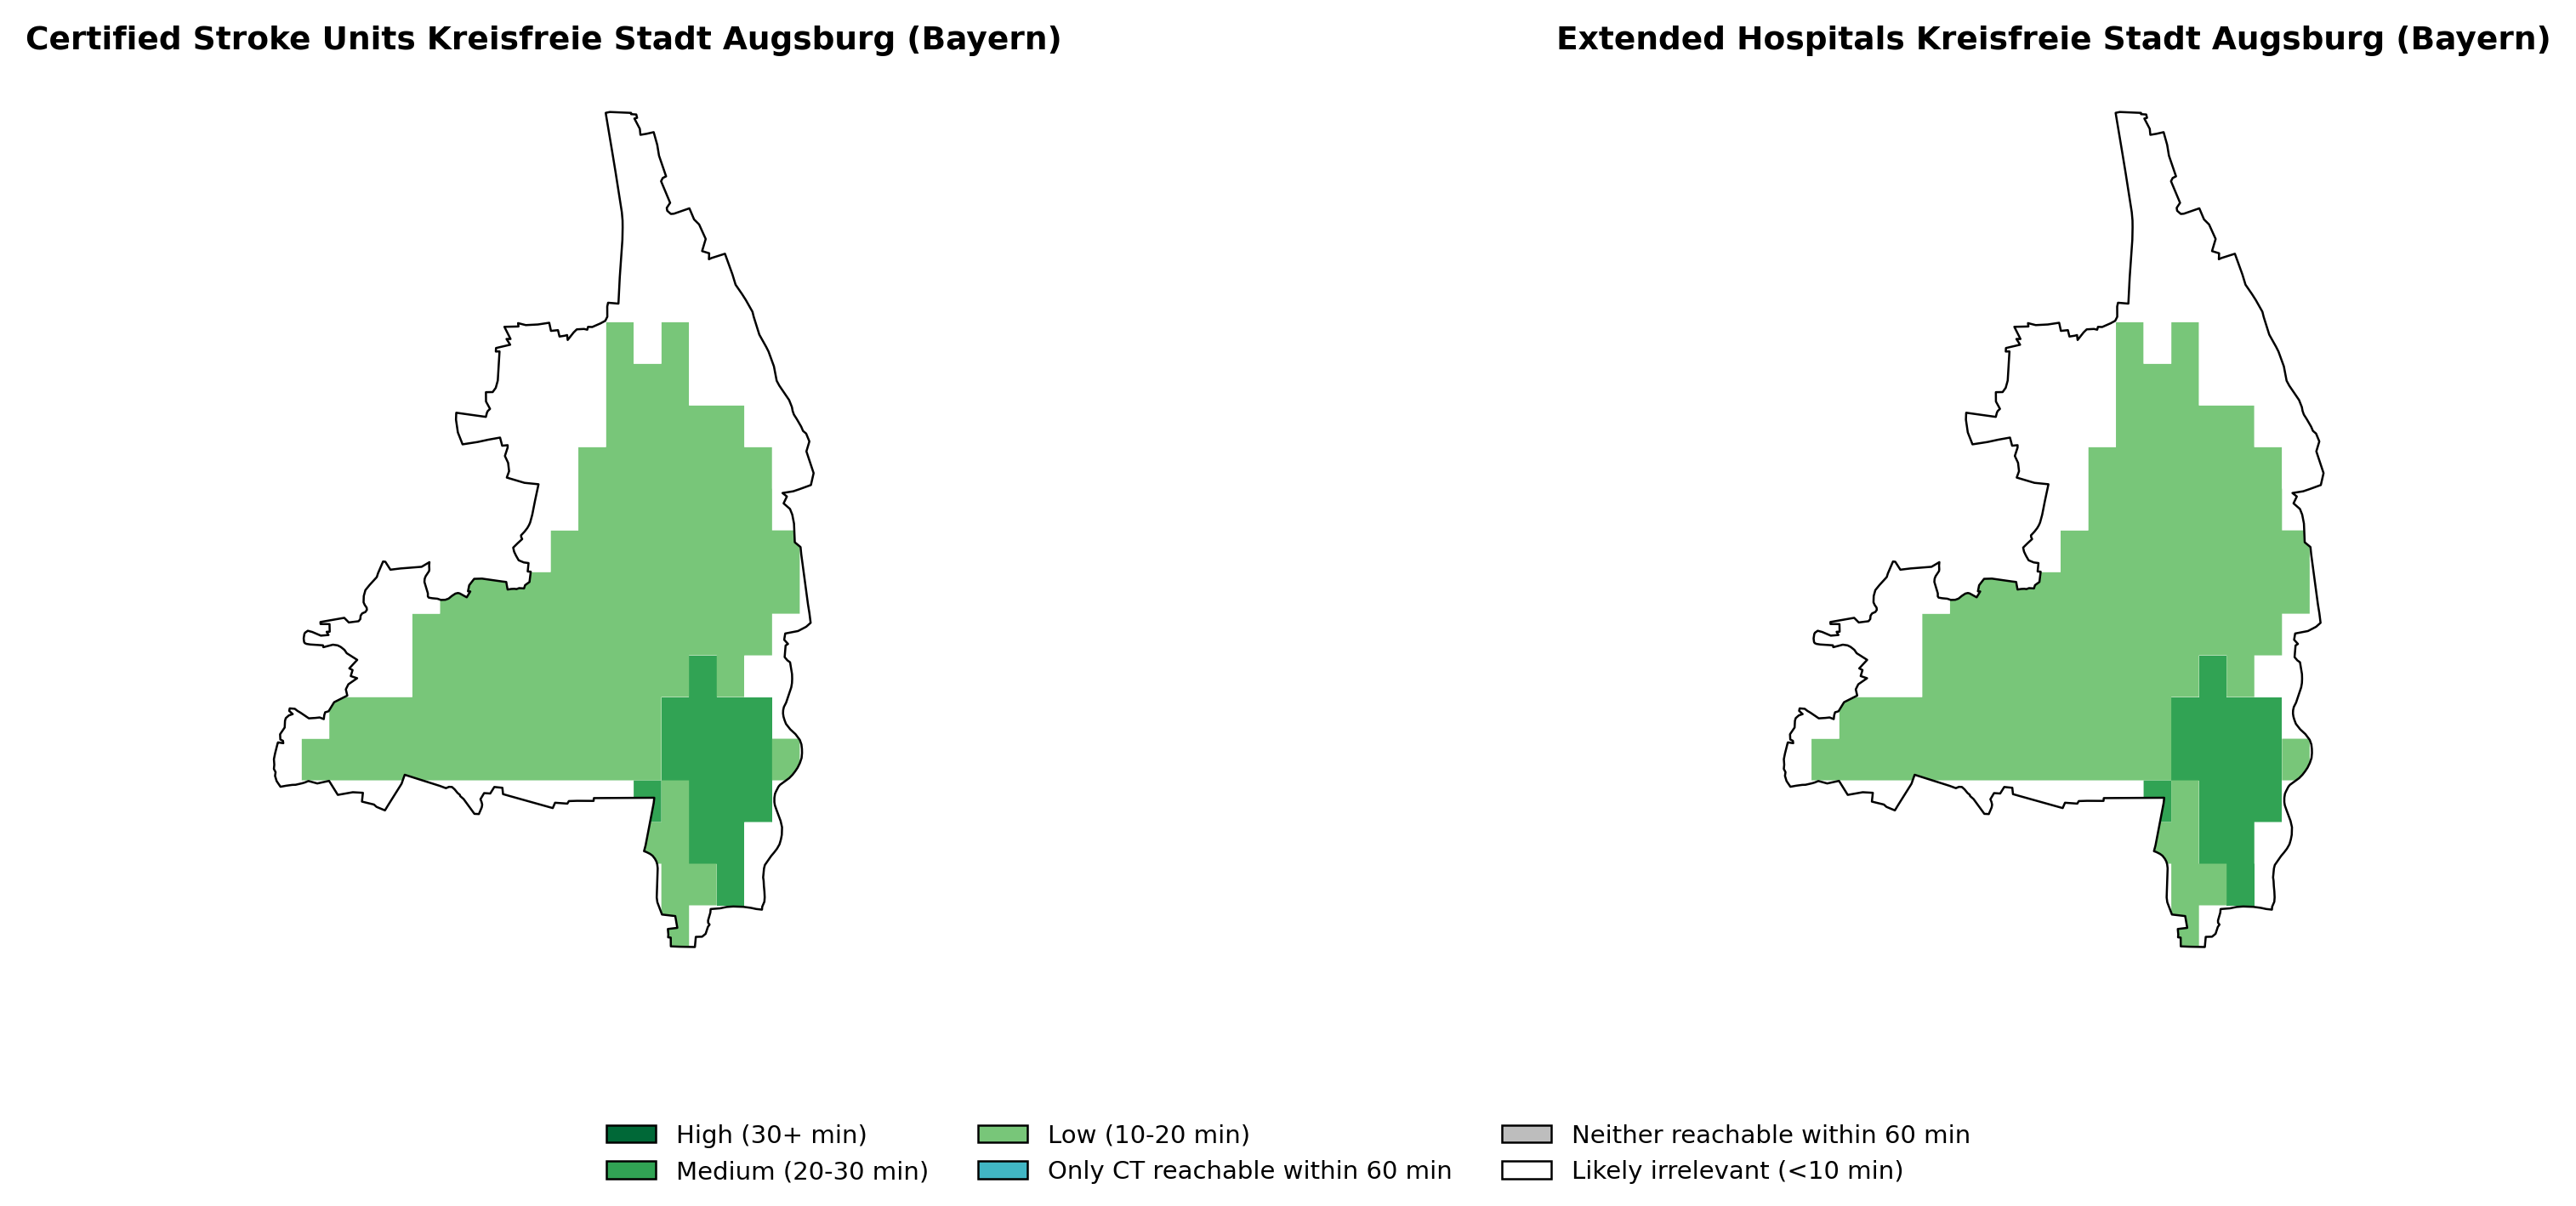 Certified Stroke Units Kreisfreie Stadt Augsburg (Bayern)
Extended Hospitals Kreisfreie Stadt Augsburg (Bayern)
High (30+ min)
Medium (20-30 min)
Low (10-20 min)
Only CT reachable within 60 min
Neither reachable within 60 min
Likely irrelevant (<10 min)